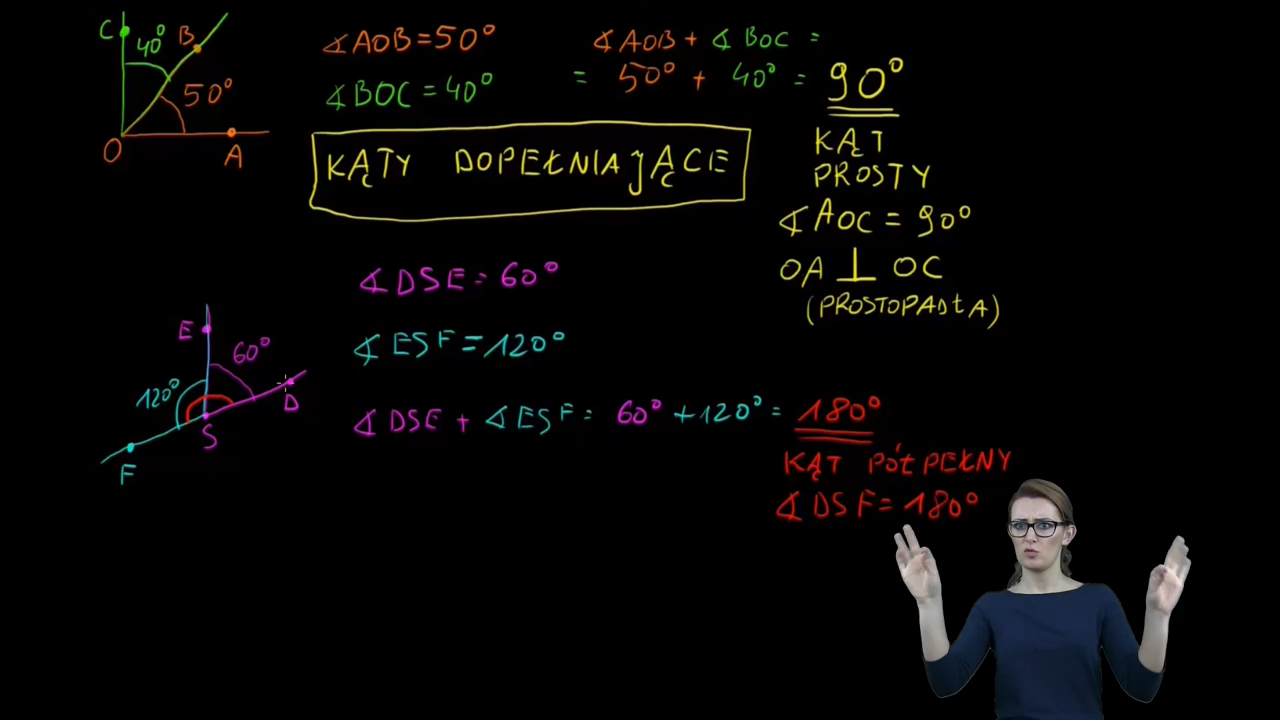 C
40°
B
50°
O
A
∢AOB=50°
∢BOC=40°
∢AOB + ∢BOC =
= 50° + 40° = 90°
KĄTY DOPEŁNIAJĄCE
KĄT
PROSTY
∢AOC = 90°
OA ⊥ OC
(PROSTOPADŁA)
∢DSE=60°
∢ESF=120°
E
60°
120°
D
S
F
∢DSE + ∢ESF= 60° +120° = 180°
KĄT PÓŁPEŁNY
∢DSF=180°